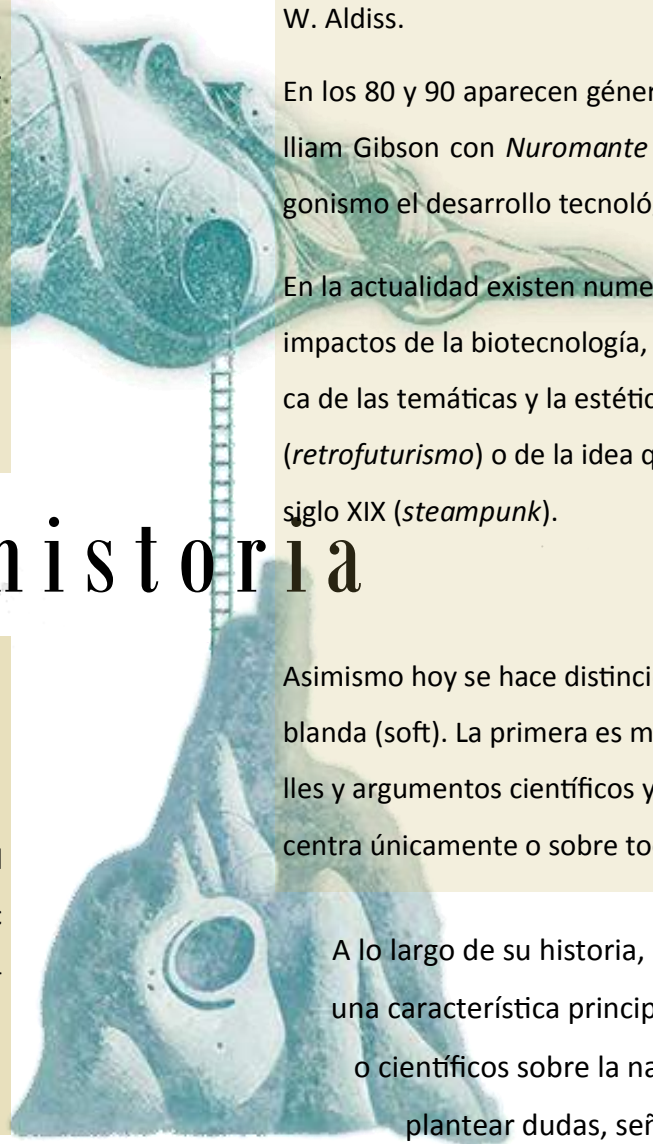 W. Aldiss.
En los 80 y 90 aparecen géner
lliam Gibson con Nuromante
gonismo el desarrollo tecnoló
En la actualidad existen nume
impactos de la biotecnología,
ca de las temáticas y la estétic
(retrofuturismo) o de la idea q
siglo XIX (steampunk).
historia
Asimismo hoy se hace distinci
blanda (soft). La primera es m
lles y argumentos científicos y
centra únicamente o sobre to
A lo largo de su historia,
una característica princip
o científicos sobre la na
plantear dudas, señ